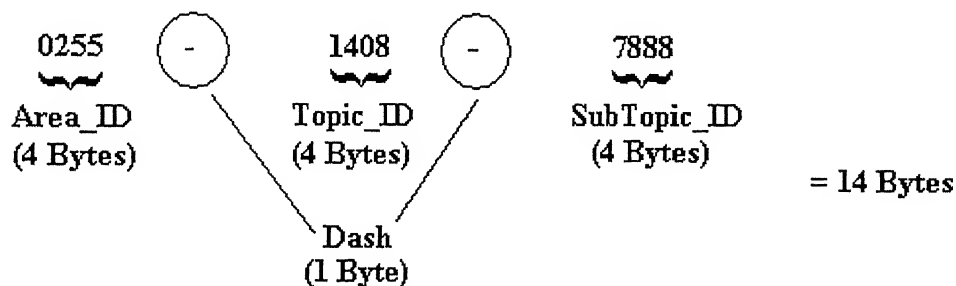 0255 - 1408 - 7888
Area_ID Topic_ID SubTopic_ID
(4 Bytes) (4 Bytes) (4 Bytes)
= 14 Bytes
Dash
(1 Byte)